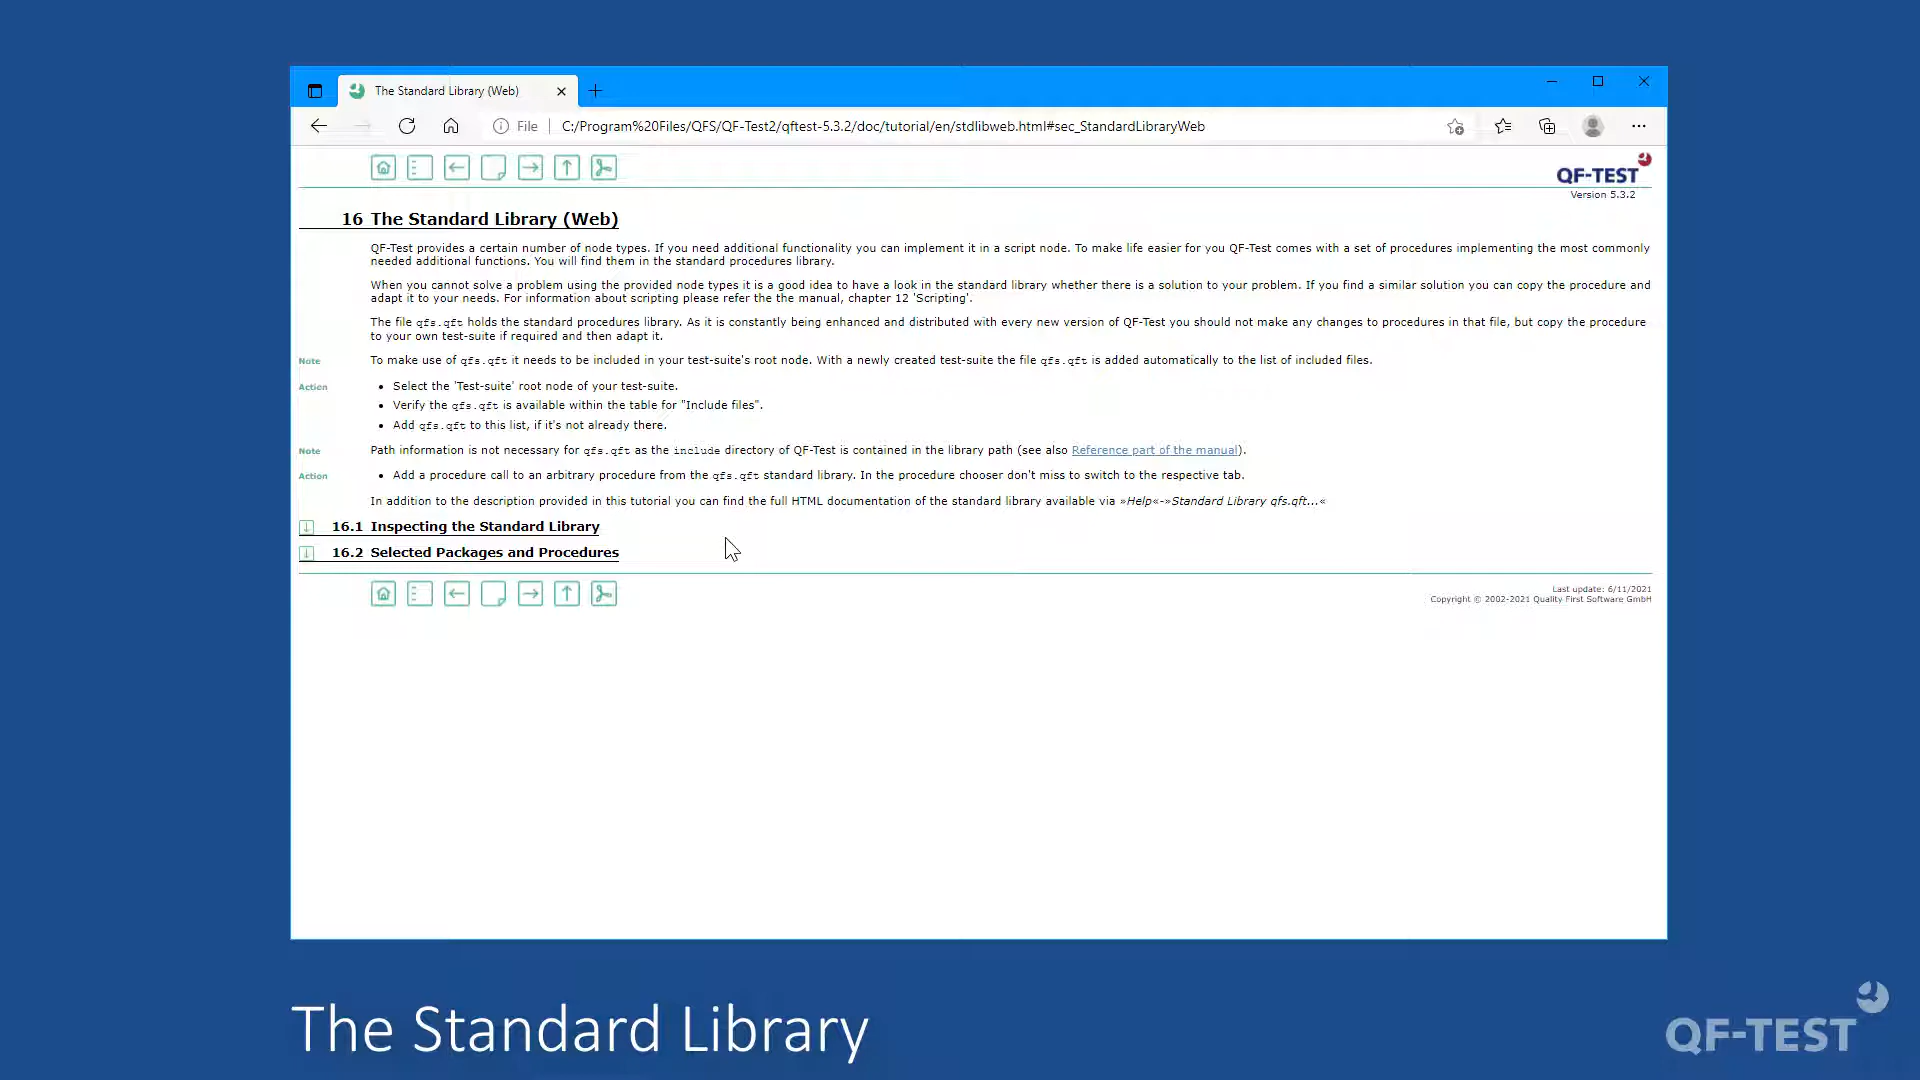 The Standard Library (Web)
File
C:/Program%20Files/QFS/QF-Test2/qftest-5.3.2/doc/tutorial/en/stdlibweb.html#sec_StandardLibraryWeb
QF-TEST
Version 5.3.2
16 The Standard Library (Web)
QF-Test provides a certain number of node types. If you need additional functionality you can implement it in a script node. To make life easier for you QF-Test comes with a set of procedures implementing the most commonly
needed additional functions. You will find them in the standard procedures library.
When you cannot solve a problem using the provided node types it is a good idea to have a look in the standard library whether there is a solution to your problem. If you find a similar solution you can copy the procedure and
adapt it to your needs. For information about scripting please refer the the manual, chapter 12 'Scripting'.
The file qfs.qft holds the standard procedures library. As it is constantly being enhanced and distributed with every new version of QF-Test you should not make any changes to procedures in that file, but copy the procedure
to your own test-suite if required and then adapt it.
Note To make use of qfs.qft it needs to be included in your test-suite's root node. With a newly created test-suite the file qfs.qft is added automatically to the list of included files.
Action • Select the 'Test-suite' root node of your test-suite.
• Verify the qfs.qft is available within the table for "Include files".
• Add qfs.qft to this list, if it's not already there.
Note Path information is not necessary for qfs.qft as the include directory of QF-Test is contained in the library path (see also Reference part of the manual).
Action • Add a procedure call to an arbitrary procedure from the qfs.qft standard library. In the procedure chooser don't miss to switch to the respective tab.
In addition to the description provided in this tutorial you can find the full HTML documentation of the standard library available via »Help«-»Standard Library qfs.qft...«
16.1 Inspecting the Standard Library
16.2 Selected Packages and Procedures
Last update: 6/11/2021
Copyright © 2002-2021 Quality First Software GmbH
The Standard Library
QF-TEST